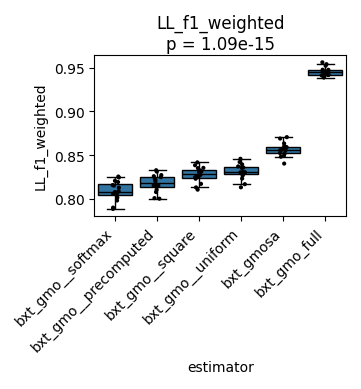 LL_f1_weighted
p = 1.09e-15
LL_f1_weighted
0.95
0.90
0.85
0.80
bxt_gmo__softmax
bxt_gmo__precomputed
bxt_gmo__square
bxt_gmo__uniform
bxt_gmosa
bxt_gmo_full
estimator